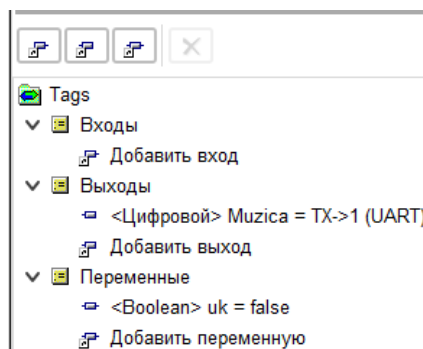 Tags
Входы
Добавить вход
Выходы
<Цифровой> Muzica = TX->1 (UART)
Добавить выход
Переменные
<Boolean> uk = false
Добавить переменную